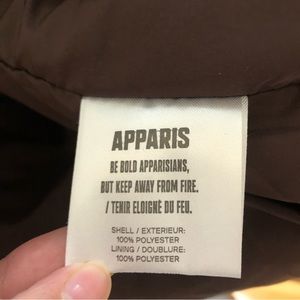 APPARIS
BE BOLD APPARISIANS,
BUT KEEP AWAY FROM FIRE.
/ TENIR ELOIGNÉ DU FEU.
SHELL / EXTERIEUR:
100% POLYESTER
LINING / DOUBLURE:
100% POLYESTER